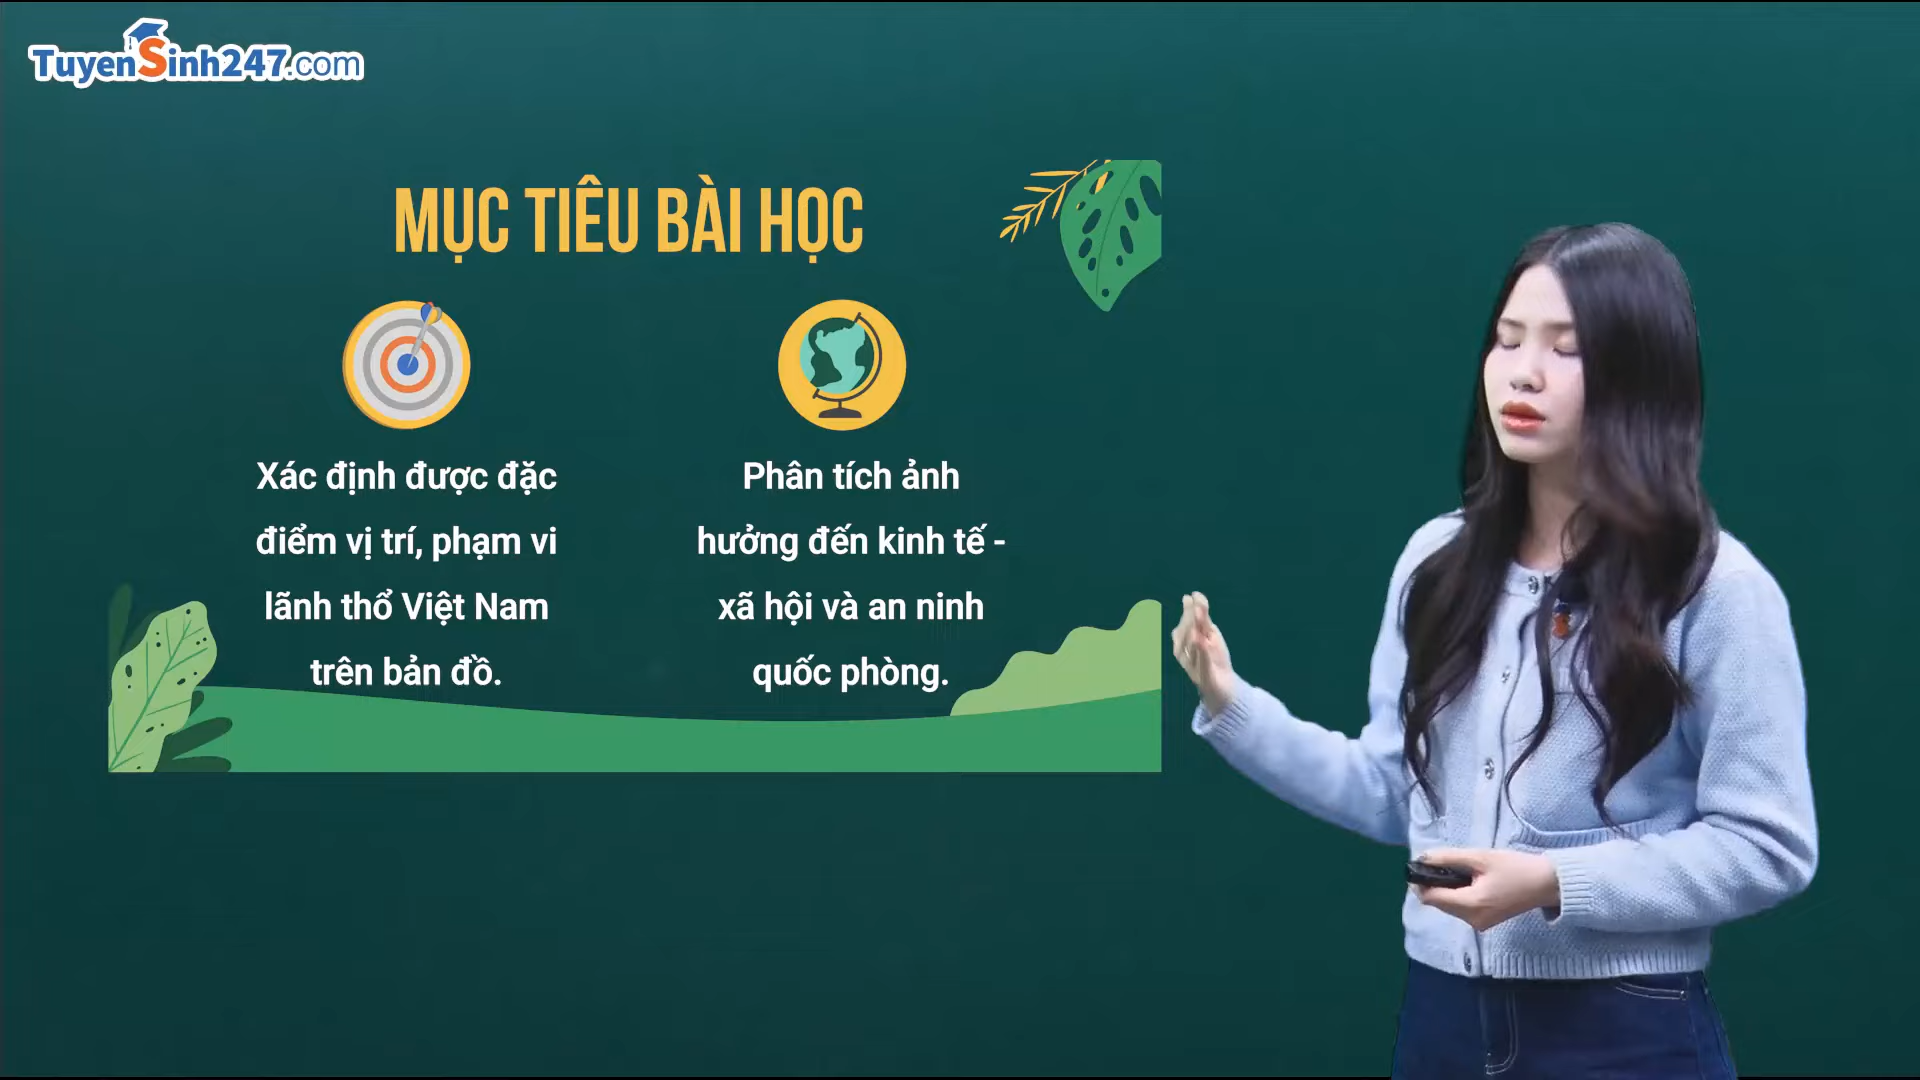 TuyenSinh247.com
MỤC TIÊU BÀI HỌC
Xác định được đặc
điểm vị trí, phạm vi
lãnh thổ Việt Nam
trên bản đồ.
Phân tích ảnh
hưởng đến kinh tế -
xã hội và an ninh
quốc phòng.